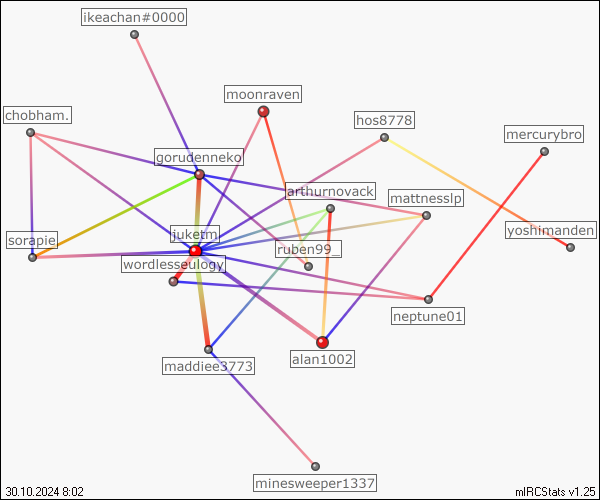 ikeachan#0000
moonraven
chobham.
hos8778
mercurybro
gorudenneko
arthurnovack
mattnesslp
juketm
yoshimanden
sorapie
ruben99_
wordlesseulogy
neptune01
alan1002
maddiee3773
minesweeper1337
30.10.2024 8:02
mIRCStats v1.25